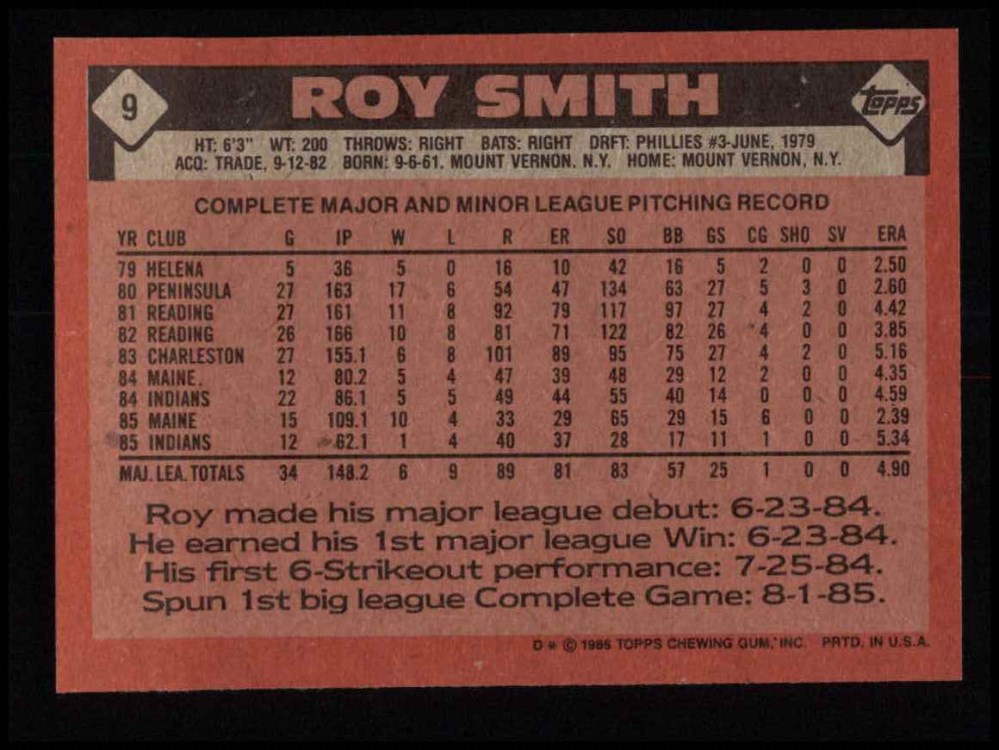 9
ROY SMITH
Topps
HT: 6'3" WT: 200 THROWS: RIGHT BATS: RIGHT DRFT: PHILLIES #3-JUNE, 1979
ACQ: TRADE, 9-12-82 BORN: 9-6-61, MOUNT VERNON, N.Y. HOME: MOUNT VERNON, N.Y.
COMPLETE MAJOR AND MINOR LEAGUE PITCHING RECORD
YR CLUB G IP W L R ER SO BB GS CG SHO SV ERA
79 HELENA 5 36 5 0 16 10 42 16 5 2 0 0 2.50
80 PENINSULA 27 163 17 6 54 47 134 63 27 5 3 0 2.60
81 READING 27 161 11 8 92 79 117 97 27 4 2 0 4.42
82 READING 26 166 10 8 81 71 122 82 26 4 0 0 3.85
83 CHARLESTON 27 155.1 6 8 101 89 95 75 27 4 2 0 5.16
84 MAINE 12 80.2 5 4 47 39 48 29 12 2 0 0 4.35
84 INDIANS 22 86.1 5 5 49 44 55 40 14 0 0 0 4.59
85 MAINE 15 109.1 10 4 33 29 65 29 15 6 0 0 2.39
85 INDIANS 12 62.1 1 4 40 37 28 17 11 1 0 0 5.34
MAJ. LEA. TOTALS 34 148.2 6 9 89 81 83 57 25 1 0 0 4.90
Roy made his major league debut: 6-23-84.
He earned his 1st major league Win: 6-23-84.
His first 6-Strikeout performance: 7-25-84.
Spun 1st big league Complete Game: 8-1-85.
D * © 1986 TOPPS CHEWING GUM, INC. PRTD. IN U.S.A.